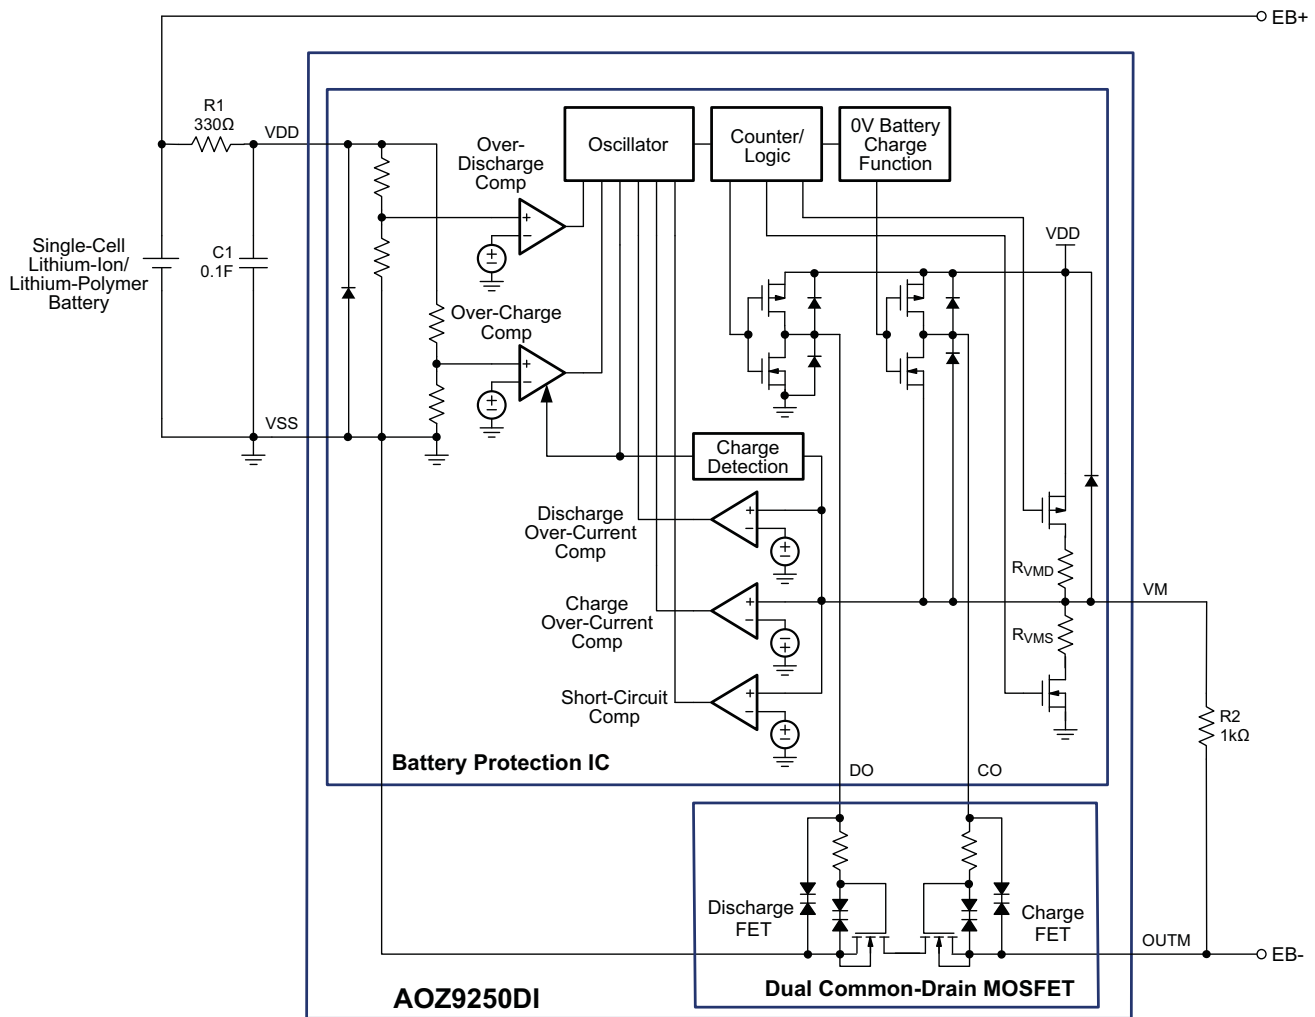 EB+
R1
330Ω
VDD
Over-
Discharge
Comp
Oscillator
Counter/
Logic
0V Battery
Charge
Function
VDD
Single-Cell
Lithium-Ion/
Lithium-Polymer
Battery
C1
0.1F
Over-Charge
Comp
VSS
Charge
Detection
Discharge
Over-Current
Comp
RVMD
VM
Charge
Over-Current
Comp
RVMS
Short-Circuit
Comp
R2
1kΩ
Battery Protection IC
DO
CO
Discharge
FET
Charge
FET
OUTM
EB-
Dual Common-Drain MOSFET
AOZ9250DI